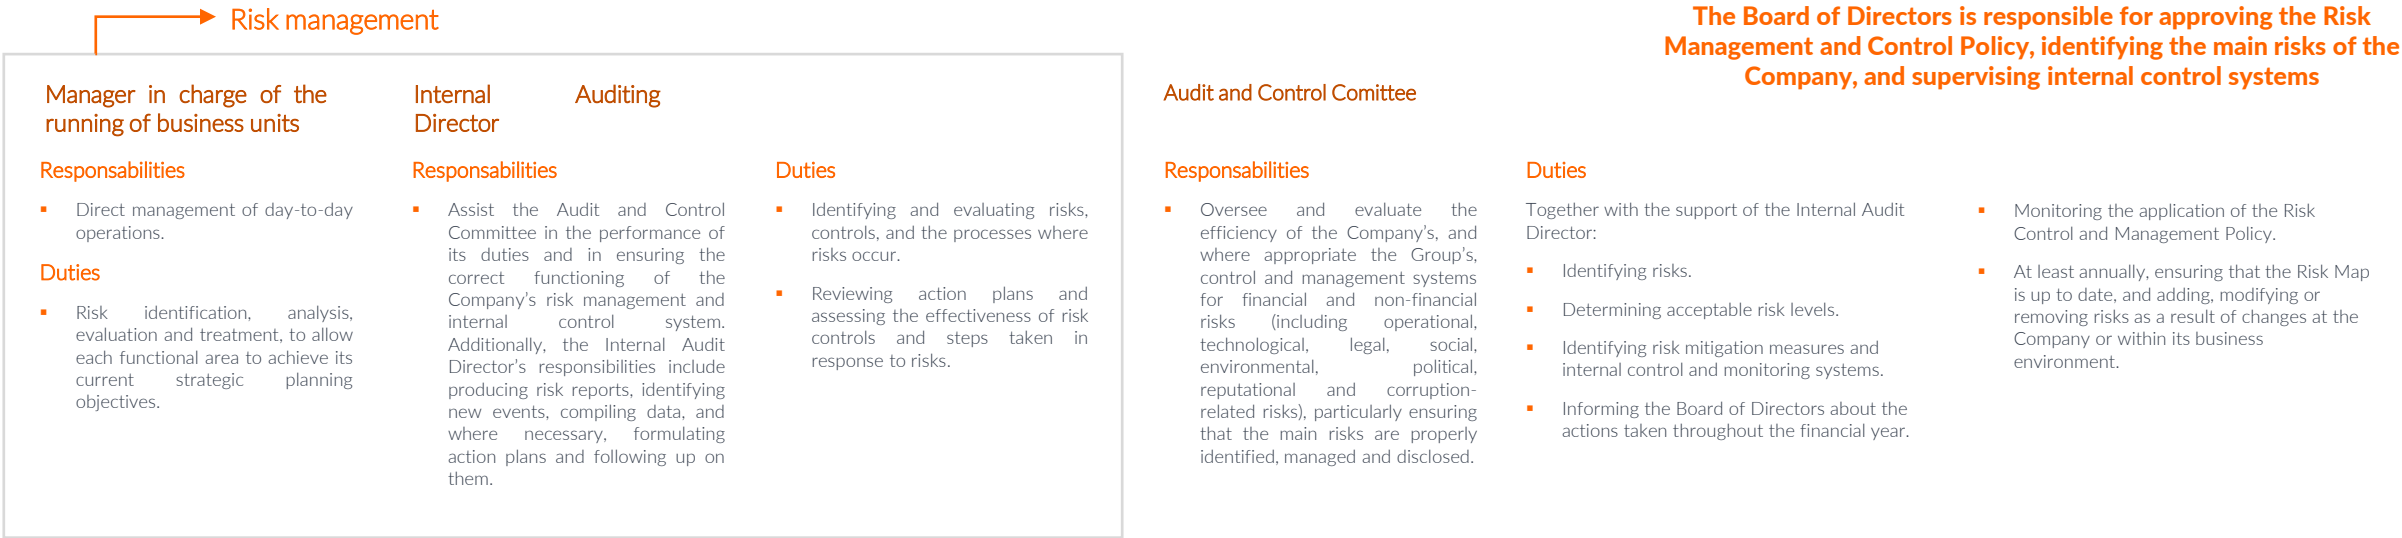 Risk management
The Board of Directors is responsible for approving the Risk
Management and Control Policy, identifying the main risks of the
Company, and supervising internal control systems
Manager in charge of the
running of business units
Responsabilities
Direct management of day-to-day
operations.
Duties
Risk identification, analysis,
evaluation and treatment, to allow
each functional area to achieve its
current strategic planning
objectives.
Internal Auditing
Director
Responsabilities
Assist the Audit and Control
Committee in the performance of
its duties and in ensuring the
correct functioning of the
Company's risk management and
internal control system.
Additionally, the Internal Audit
Director's responsibilities include
producing risk reports, identifying
new events, compiling data, and
where necessary, formulating
action plans and following up on
them.
Duties
Identifying and evaluating risks,
controls, and the processes where
risks occur.
Reviewing action plans and
assessing the effectiveness of risk
controls and steps taken in
response to risks.
Audit and Control Comittee
Responsabilities
Oversee and evaluate the
efficiency of the Company's, and
where appropriate the Group's,
control and management systems
for financial and non-financial
risks (including operational,
technological, legal, social,
environmental, political,
reputational and corruption-
related risks), particularly ensuring
that the main risks are properly
identified, managed and disclosed.
Duties
Together with the support of the Internal Audit
Director:
Identifying risks.
Determining acceptable risk levels.
Identifying risk mitigation measures and
internal control and monitoring systems.
Informing the Board of Directors about the
actions taken throughout the financial year.
Monitoring the application of the Risk
Control and Management Policy.
At least annually, ensuring that the Risk Map
is up to date, and adding, modifying or
removing risks as a result of changes at the
Company or within its business
environment.